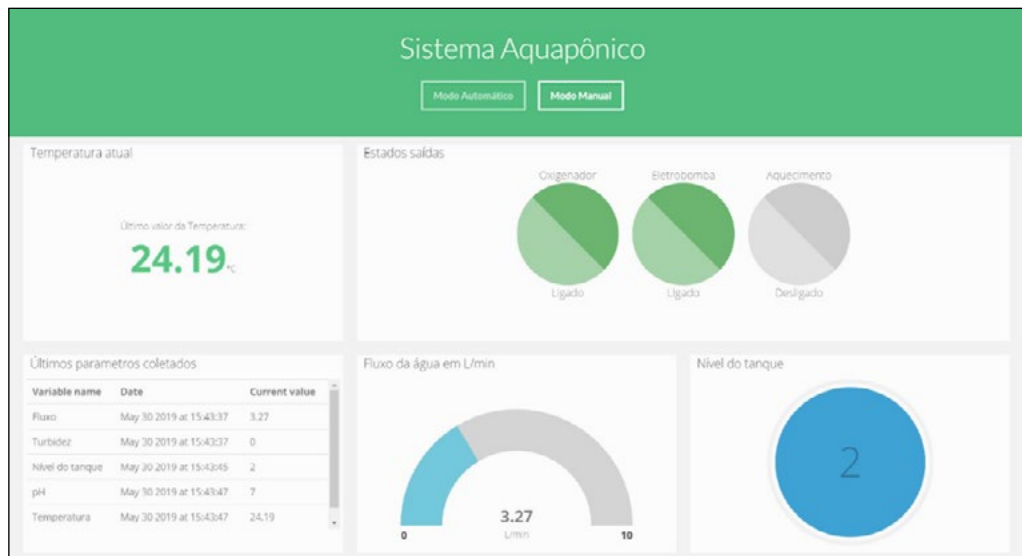 Sistema Aquapônico
Modo Automático
Modo Manual
Temperatura atual
Último valor da Temperatura:
24.19 °C
Estados saídas
Oxigenador
Eletrobomba
Aquecimento
Ligado
Ligado
Desligado
Últimos parametros coletados
Variable name Date Current value
Fluxo May 30 2019 at 15:43:37 3.27
Turbidez May 30 2019 at 15:43:37 0
Nível do tanque May 30 2019 at 15:43:45 2
pH May 30 2019 at 15:43:47 7
Temperatura May 30 2019 at 15:43:47 24.19
Fluxo da água em L/min
3.27
L/min
0
10
Nível do tanque
2